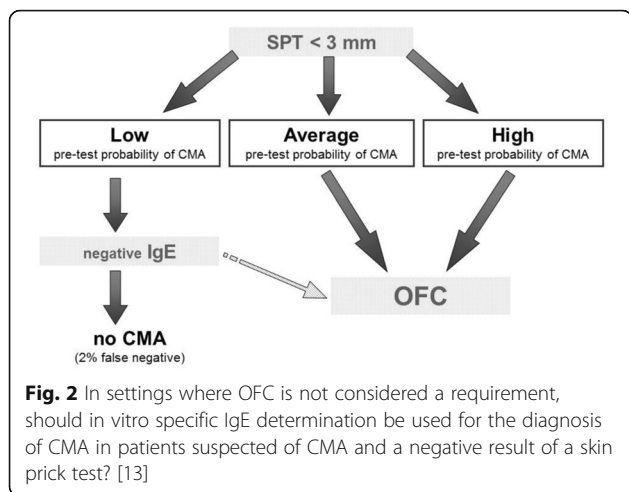 SPT < 3 mm
Low
pre-test probability of CMA
Average
pre-test probability of CMA
High
pre-test probability of CMA
negative IgE
OFC
no CMA
(2% false negative)
Fig. 2 In settings where OFC is not considered a requirement,
should in vitro specific IgE determination be used for the diagnosis
of CMA in patients suspected of CMA and a negative result of a skin
prick test? [13]